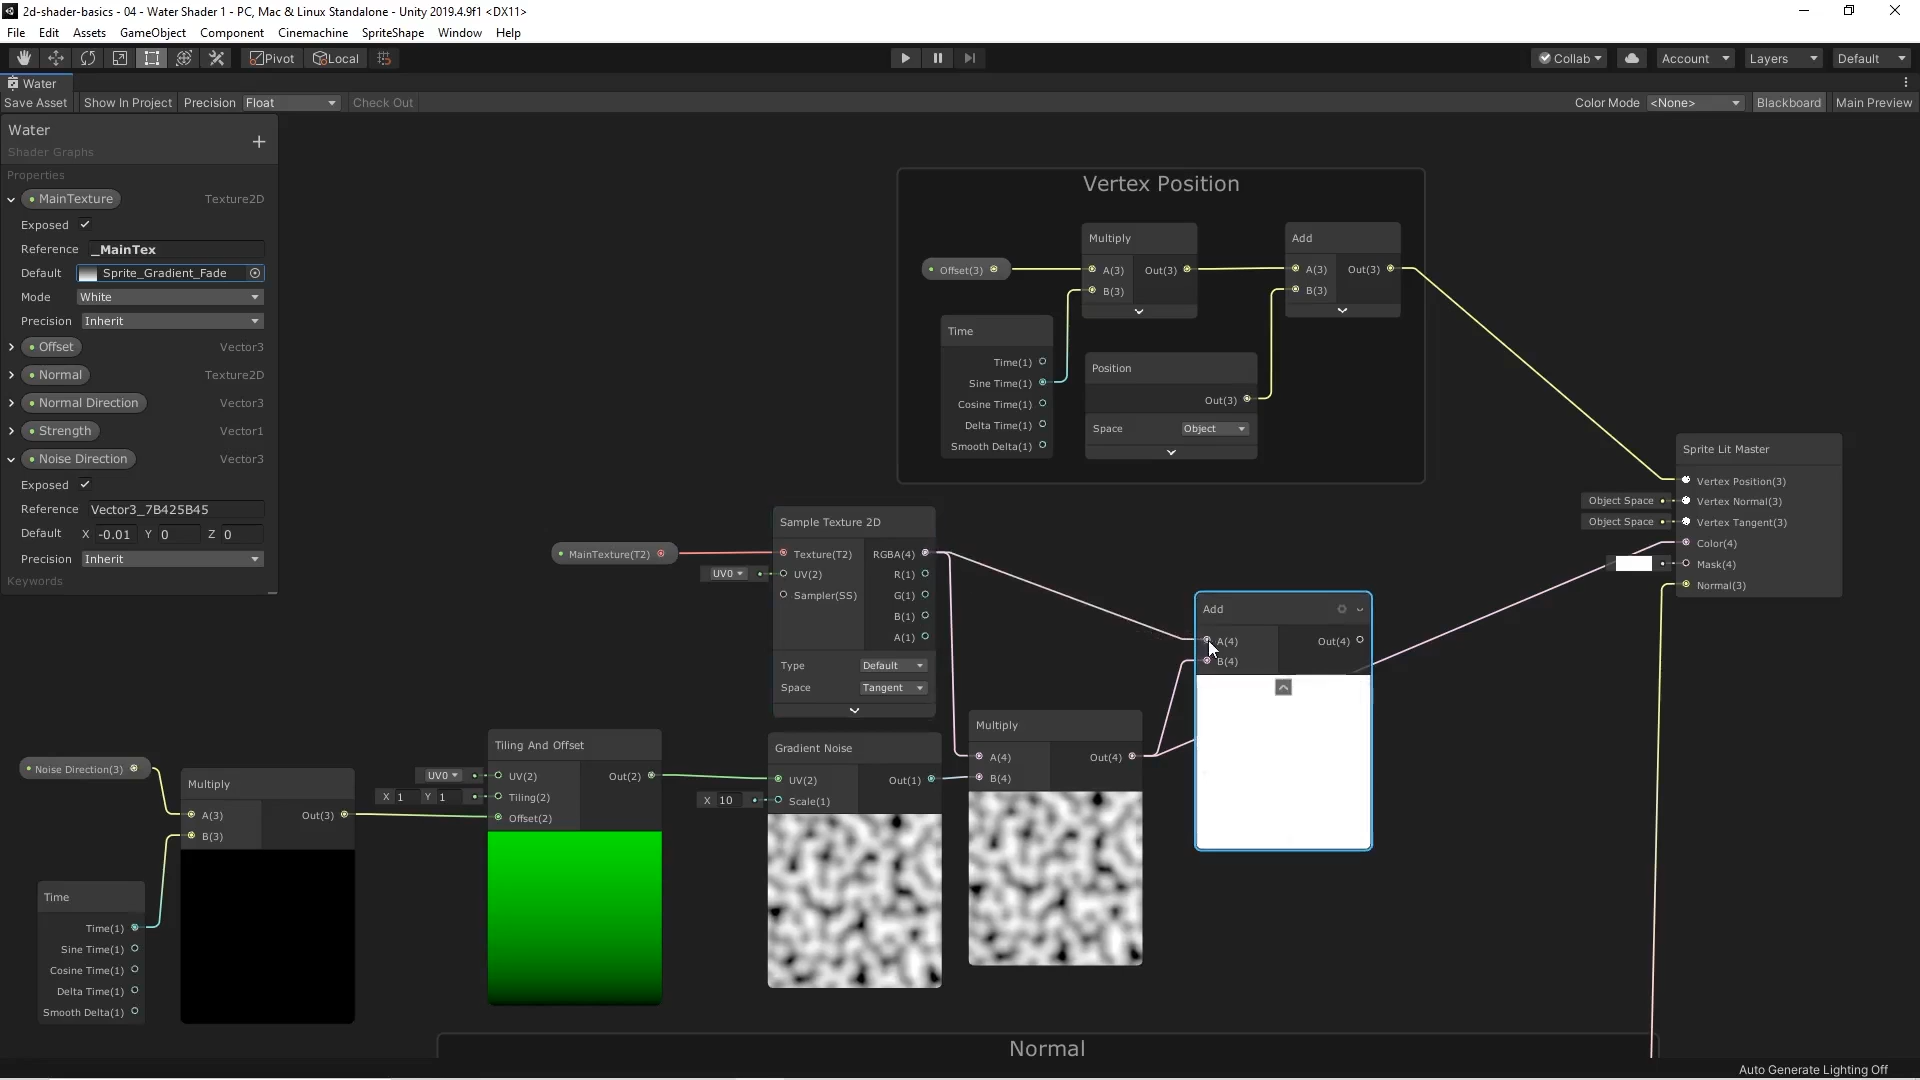 2d-shader-basics - 04 - Water Shader 1 - PC, Mac & Linux Standalone - Unity 2019.4.9f1 <DX11>
File Edit Assets GameObject Component Cinemachine SpriteShape Window Help
Pivot Local Collab Account Layers Default
Water
Save Asset Show In Project Precision Float Check Out Color Mode <None> Blackboard Main Preview
Water
Shader Graphs
Properties
MainTexture Texture2D
Exposed
Reference _MainTex
Default Sprite_Gradient_Fade
Mode White
Precision Inherit
Offset Vector3
Normal Texture2D
Normal Direction Vector3
Strength Vector1
Noise Direction Vector3
Exposed
Reference Vector3_7B425B45
Default X -0.01 Y 0 Z 0
Precision Inherit
Keywords
Vertex Position
Offset(3)
Multiply
A(3) Out(3)
B(3)
Add
A(3) Out(3)
B(3)
Time
Time(1)
Sine Time(1)
Cosine Time(1)
Delta Time(1)
Smooth Delta(1)
Position
Out(3)
Space Object
Sprite Lit Master
Vertex Position(3)
Object Space Vertex Normal(3)
Object Space Vertex Tangent(3)
Color(4)
Mask(4)
Normal(3)
MainTexture(T2)
Sample Texture 2D
Texture(T2) RGBA(4)
UV0 UV(2) R(1)
Sampler(SS) G(1)
B(1)
A(1)
Type Default
Space Tangent
Add
A(4) Out(4)
B(4)
Noise Direction(3)
Multiply
A(3) Out(3)
B(3)
Time
Time(1)
Sine Time(1)
Cosine Time(1)
Delta Time(1)
Smooth Delta(1)
Tiling And Offset
UV0 UV(2) Out(2)
X 1 Y 1 Tiling(2)
Offset(2)
Gradient Noise
UV(2) Out(1)
X 10 Scale(1)
Multiply
A(4) Out(4)
B(4)
Normal
Auto Generate Lighting Off